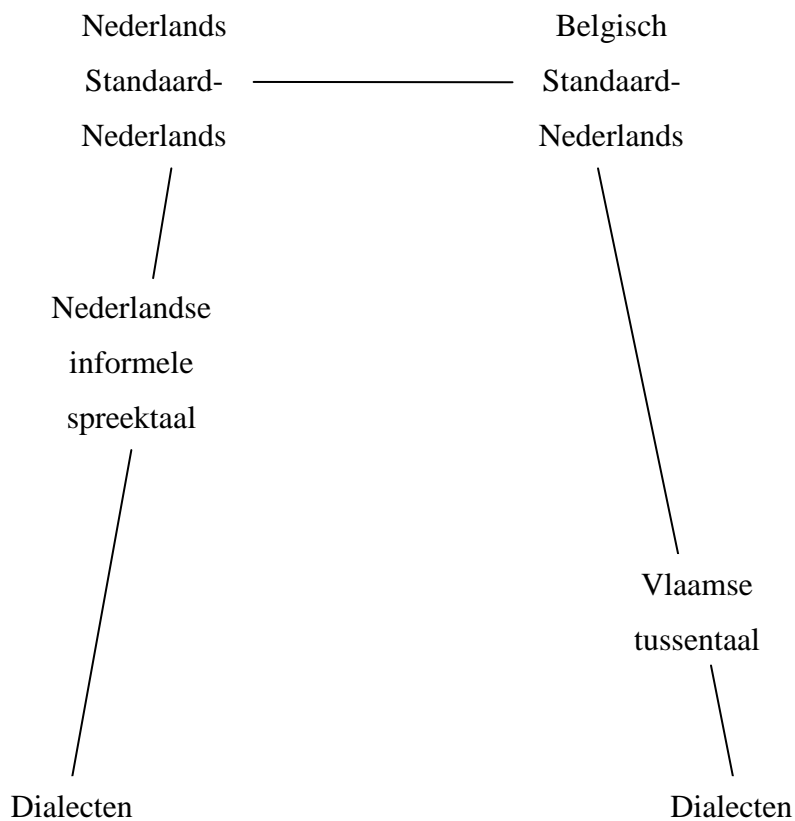 Nederlands
Standaard-
Nederlands
Belgisch
Standaard-
Nederlands
Nederlandse
informele
spreektaal
Vlaamse
tussentaal
Dialecten
Dialecten